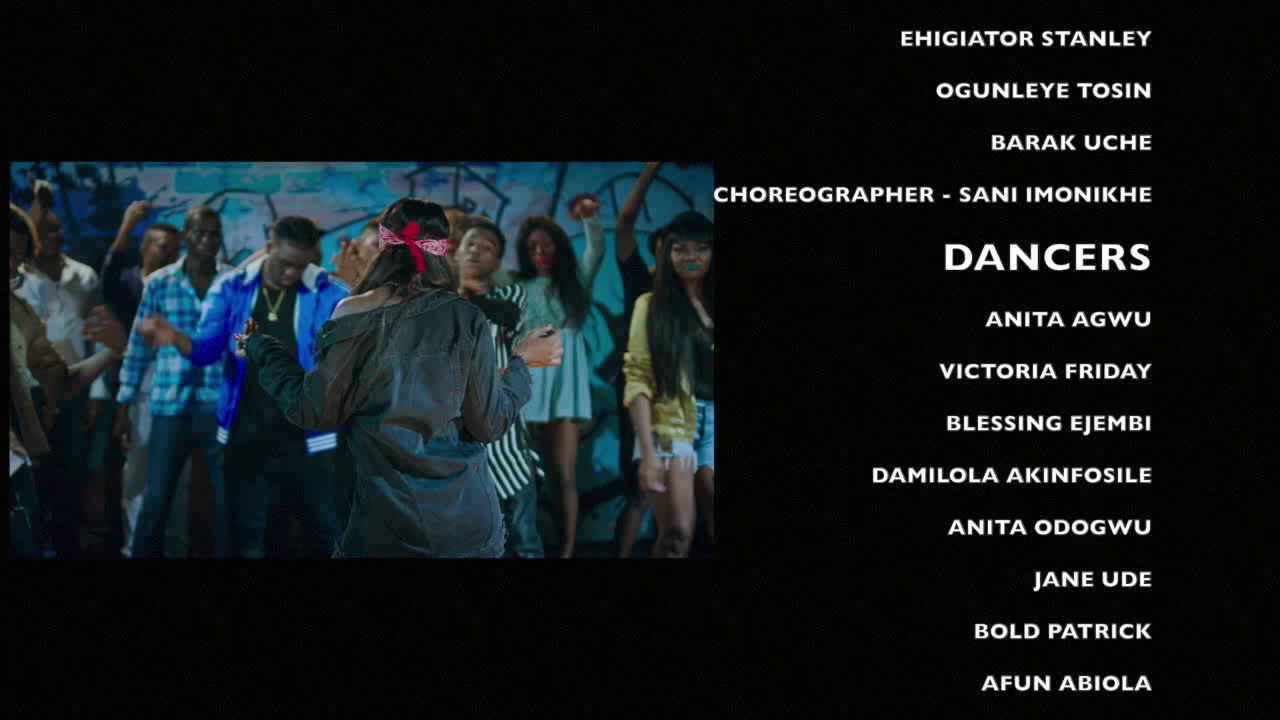 EHIGIATOR STANLEY
OGUNLEYE TOSIN
BARAK UCHE
CHOREOGRAPHER - SANI IMONIKHE
DANCERS
ANITA AGWU
VICTORIA FRIDAY
BLESSING EJEMBI
DAMILOLA AKINFOSILE
ANITA ODOGWU
JANE UDE
BOLD PATRICK
AFUN ABIOLA